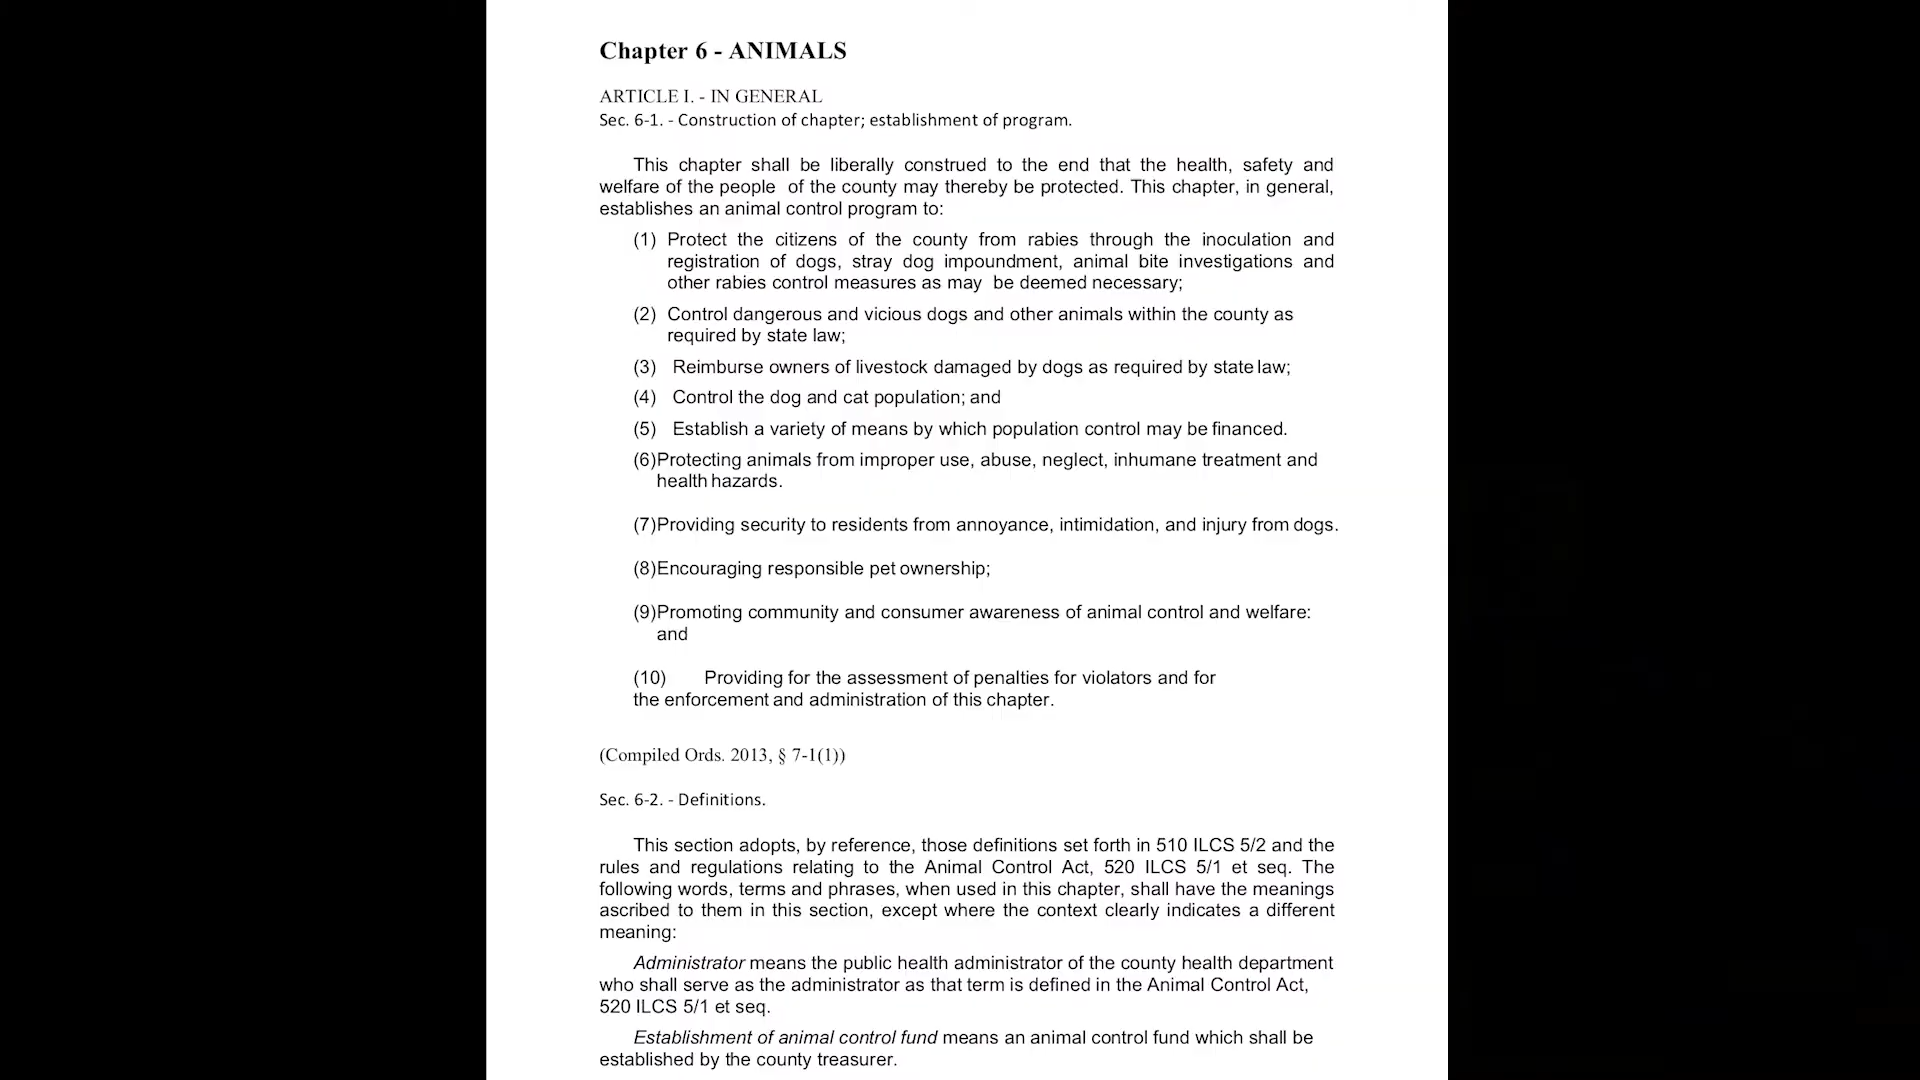 Chapter 6 - ANIMALS
ARTICLE I. - IN GENERAL
Sec. 6-1. - Construction of chapter; establishment of program.
This chapter shall be liberally construed to the end that the health, safety and
welfare of the people of the county may thereby be protected. This chapter, in general,
establishes an animal control program to:
(1) Protect the citizens of the county from rabies through the inoculation and
registration of dogs, stray dog impoundment, animal bite investigations and
other rabies control measures as may be deemed necessary;
(2) Control dangerous and vicious dogs and other animals within the county as
required by state law;
(3) Reimburse owners of livestock damaged by dogs as required by state law;
(4) Control the dog and cat population; and
(5) Establish a variety of means by which population control may be financed.
(6)Protecting animals from improper use, abuse, neglect, inhumane treatment and
health hazards.
(7)Providing security to residents from annoyance, intimidation, and injury from dogs.
(8)Encouraging responsible pet ownership;
(9)Promoting community and consumer awareness of animal control and welfare:
and
(10) Providing for the assessment of penalties for violators and for
the enforcement and administration of this chapter.
(Compiled Ords. 2013, § 7-1(1))
Sec. 6-2. - Definitions.
This section adopts, by reference, those definitions set forth in 510 ILCS 5/2 and the
rules and regulations relating to the Animal Control Act, 520 ILCS 5/1 et seq. The
following words, terms and phrases, when used in this chapter, shall have the meanings
ascribed to them in this section, except where the context clearly indicates a different
meaning:
Administrator means the public health administrator of the county health department
who shall serve as the administrator as that term is defined in the Animal Control Act,
520 ILCS 5/1 et seq.
Establishment of animal control fund means an animal control fund which shall be
established by the county treasurer.